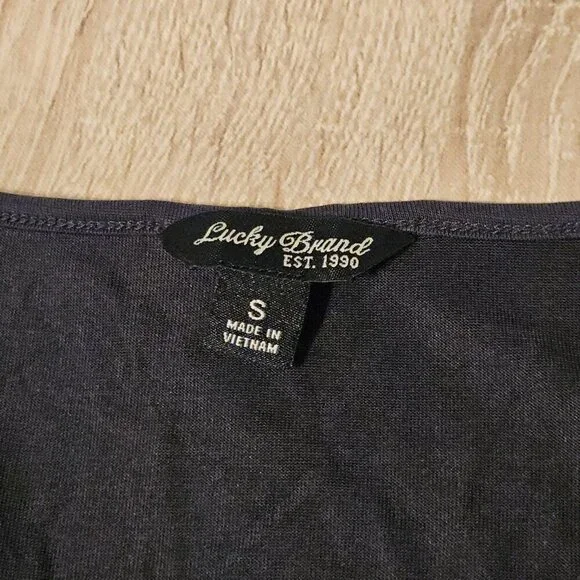 Lucky Brand
EST. 1990
S
MADE IN
VIETNAM